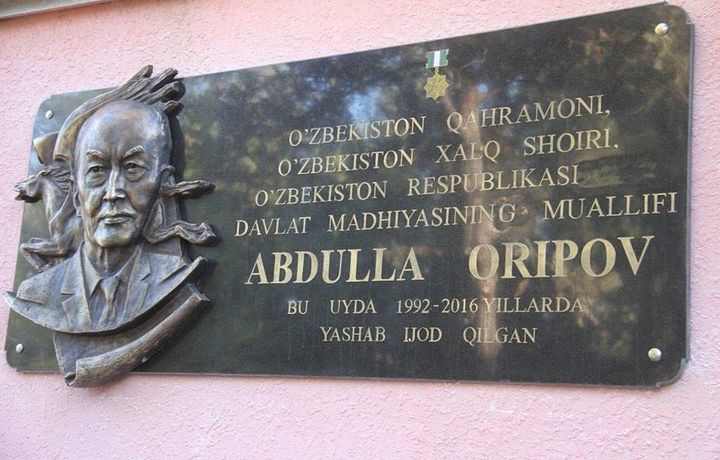 O'ZBEKISTON QAHRAMONI,
O'ZBEKISTON XALQ SHOIRI,
O'ZBEKISTON RESPUBLIKASI
DAVLAT MADHIYASINING MUALLIFI
ABDULLA ORIPOV
BU UYDA 1992-2016 YILLARDA
YASHAB IJOD QILGAN